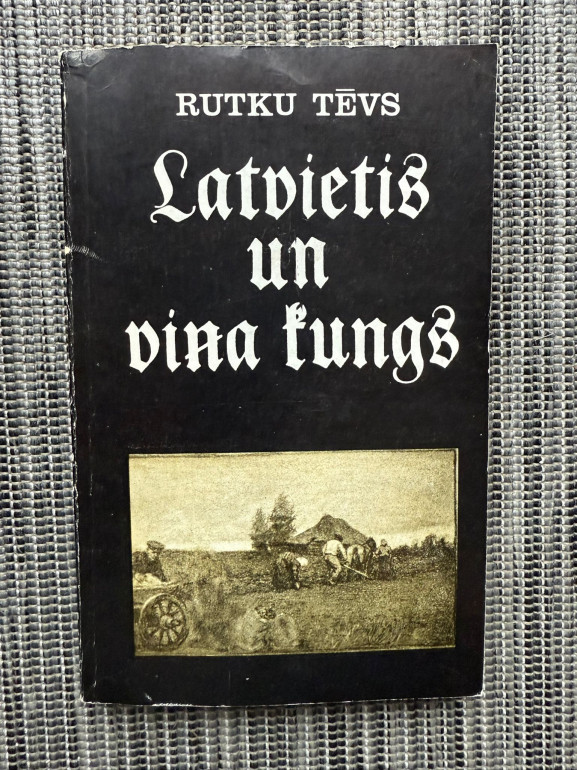 RUTKU TĒVS
Latvietis
un
viņa kungs